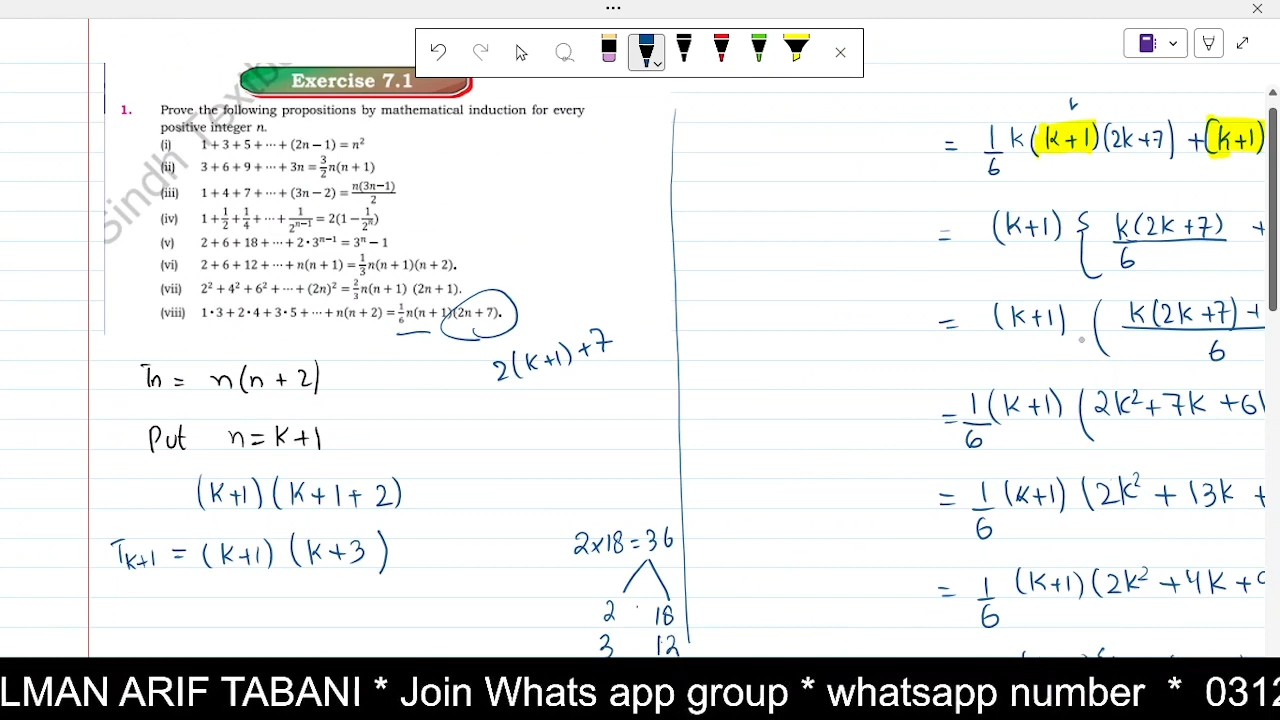 Exercise 7.1
1. Prove the following propositions by mathematical induction for every
positive integer n.
(i) 1 + 3 + 5 + ⋯ + (2n − 1) = n²
(ii) 3 + 6 + 9 + ⋯ + 3n = 3/2 n(n + 1)
(iii) 1 + 4 + 7 + ⋯ + (3n − 2) = n(3n−1)/2
(iv) 1 + 1/2 + 1/4 + ⋯ + 1/2ⁿ⁻¹ = 2(1 − 1/2ⁿ)
(v) 2 + 6 + 18 + ⋯ + 2·3ⁿ⁻¹ = 3ⁿ − 1
(vi) 2 + 6 + 12 + ⋯ + n(n + 1) = 1/3 n(n + 1)(n + 2).
(vii) 2² + 4² + 6² + ⋯ + (2n)² = 2/3 n(n + 1) (2n + 1).
(viii) 1·3 + 2·4 + 3·5 + ⋯ + n(n + 2) = 1/6 n(n + 1)(2n + 7).
Sindh Textb
2(k+1)+7
Tn = n(n + 2)
Put n = k+1
(k+1)(k+1+2)
Tk+1 = (k+1) (k+3)
2x18=36
2 18
3 12
= 1/6 k(k+1)(2k+7) + (k+1)
= (k+1) { k(2k+7)/6 +
= (k+1) ( k(2k+7)+ /6
= 1/6 (k+1) (2k²+7k+6
= 1/6 (k+1) (2k² + 13k +
= 1/6 (k+1)(2k² + 4k +
LMAN ARIF TABANI * Join Whats app group * whatsapp number * 0312